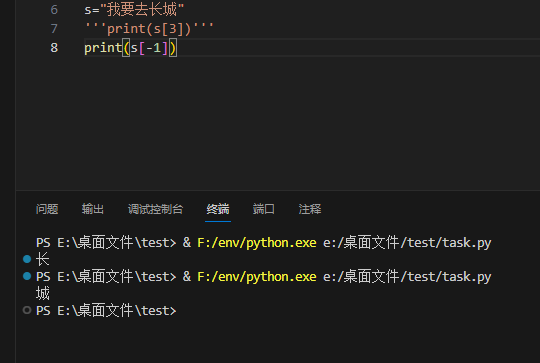 6 s="我要去长城"
7 '''print(s[3])'''
8 print(s[-1])
问题 输出 调试控制台 终端 端口 注释
PS E:\桌面文件\test> & F:/env/python.exe e:/桌面文件/test/task.py
长
PS E:\桌面文件\test> & F:/env/python.exe e:/桌面文件/test/task.py
城
PS E:\桌面文件\test>